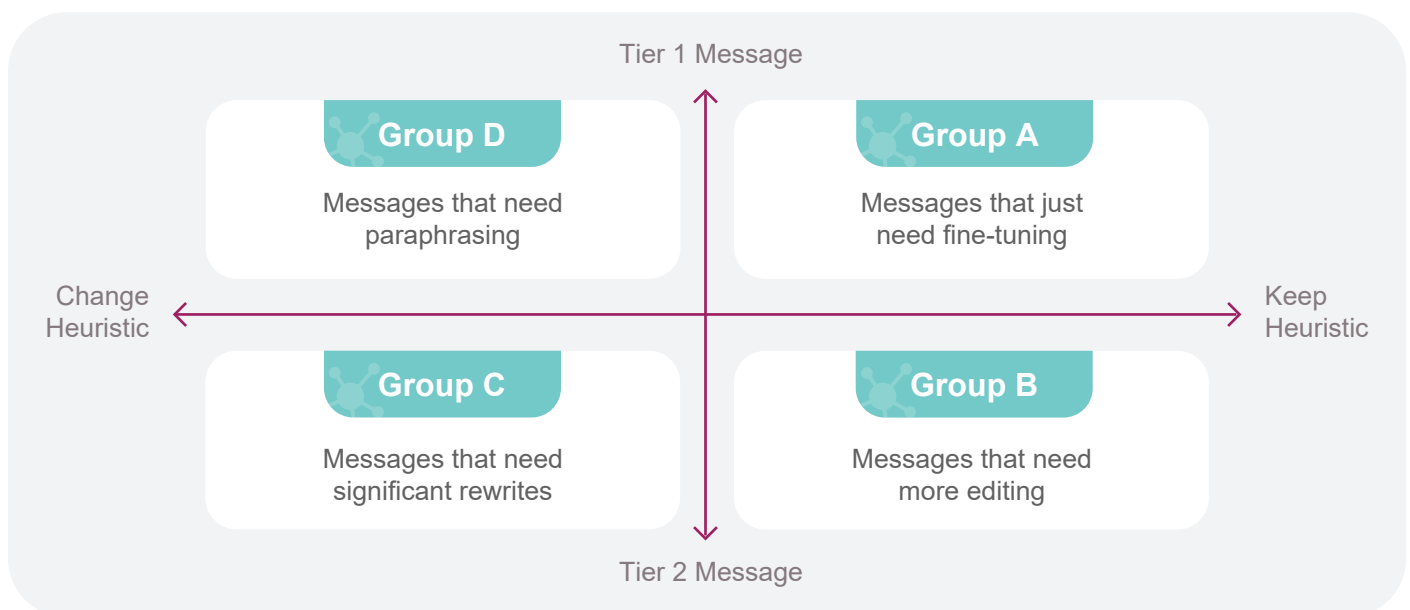 Tier 1 Message
Group D
Messages that need
paraphrasing
Group A
Messages that just
need fine-tuning
Change
Heuristic
Keep
Heuristic
Group C
Messages that need
significant rewrites
Group B
Messages that need
more editing
Tier 2 Message